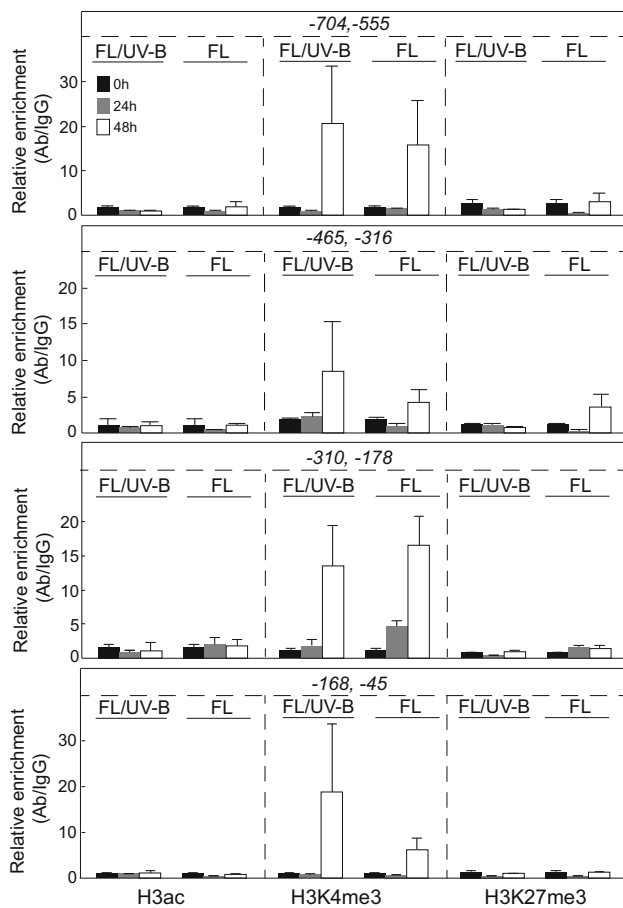 -704,-555
FL/UV-B FL FL/UV-B FL FL/UV-B FL
Relative enrichment
(Ab/IgG)
30
20
10
0
0h
24h
48h
-465, -316
FL/UV-B FL FL/UV-B FL FL/UV-B FL
Relative enrichment
(Ab/IgG)
20
15
10
5
0
-310, -178
FL/UV-B FL FL/UV-B FL FL/UV-B FL
Relative enrichment
(Ab/IgG)
20
15
10
5
0
-168, -45
FL/UV-B FL FL/UV-B FL FL/UV-B FL
Relative enrichment
(Ab/IgG)
30
20
10
0
H3ac H3K4me3 H3K27me3